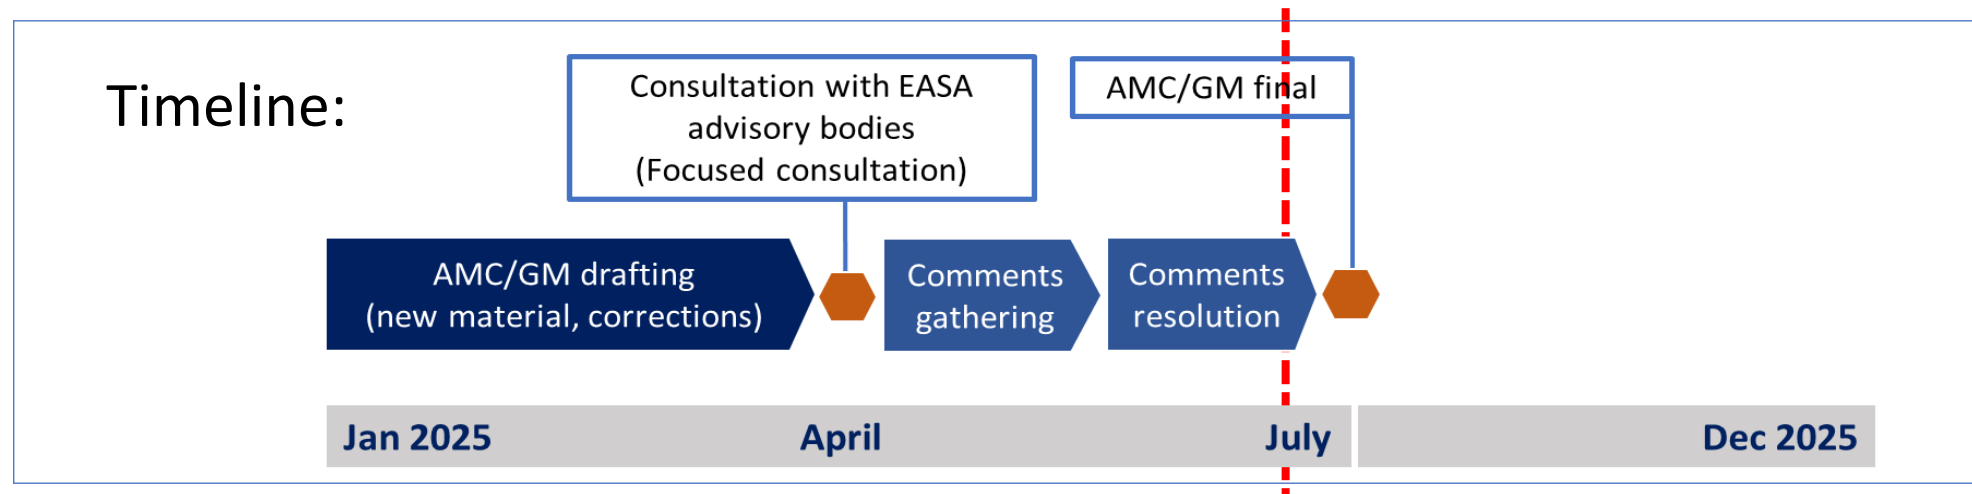 Timeline:
Consultation with EASA
advisory bodies
(Focused consultation)
AMC/GM final
AMC/GM drafting
(new material, corrections)
Comments
gathering
Comments
resolution
Jan 2025
April
July
Dec 2025